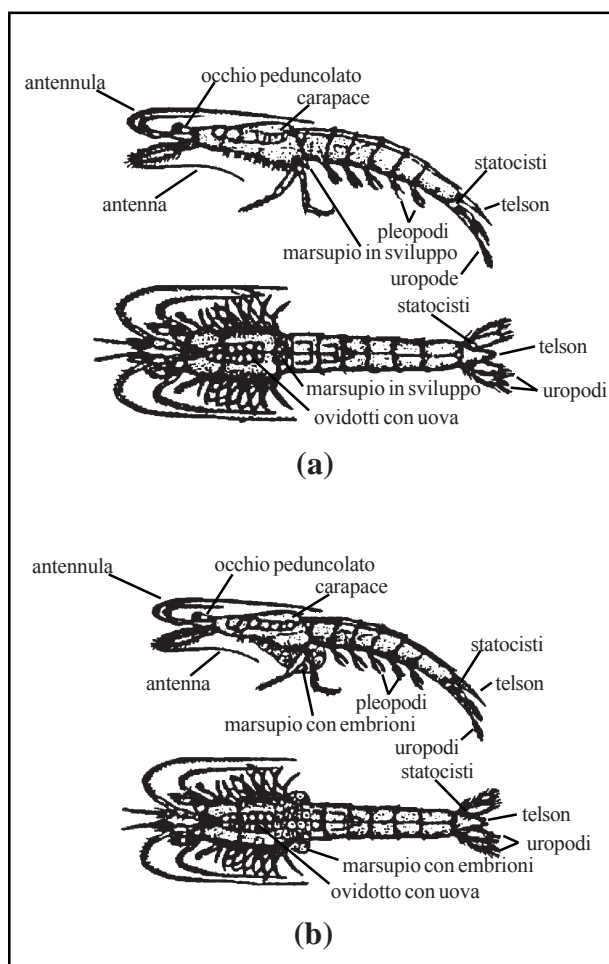 occhio peduncolato
antennula
carapace
statocisti
telson
antenna
pleopodi
marsupio in sviluppo
uropode
statocisti
telson
marsupio in sviluppo
uropodi
ovidotti con uova
(a)
antennula
occhio peduncolato
carapace
statocisti
telson
antenna
pleopodi
marsupio con embrioni
uropodi
statocisti
telson
uropodi
marsupio con embrioni
ovidotto con uova
(b)